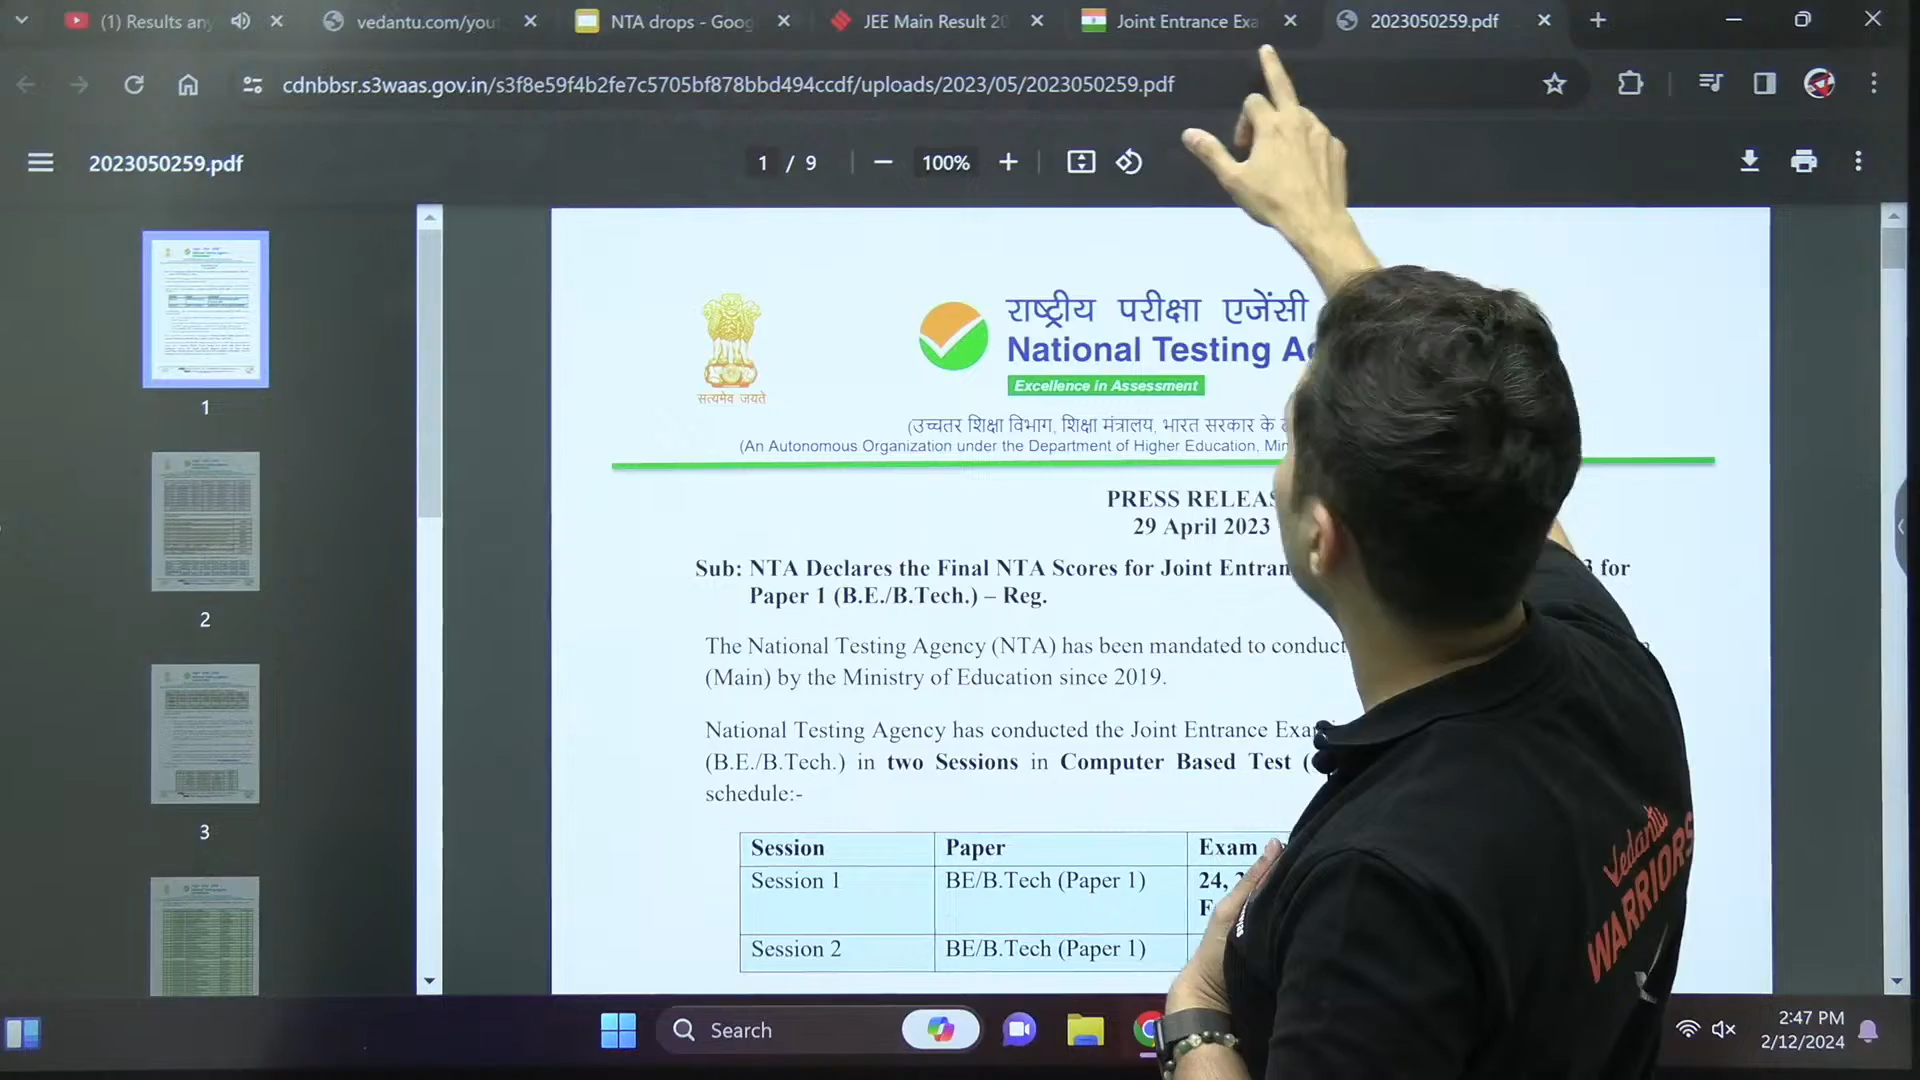 (1) Results any
vedantu.com/you
NTA drops - Goog
JEE Main Result 20
Joint Entrance Exa
2023050259.pdf
cdnbbsr.s3waas.gov.in/s3f8e59f4b2fe7c5705bf878bbd494ccdf/uploads/2023/05/2023050259.pdf
2023050259.pdf
1 / 9
100%
1
2
3
सत्यमेव जयते
राष्ट्रीय परीक्षा एजेंसी
National Testing
Excellence in Assessment
(उच्चतर शिक्षा विभाग, शिक्षा मंत्रालय, भारत सरकार के
(An Autonomous Organization under the Department of Higher Education,
PRESS RELEAS
29 April 2023
Sub: NTA Declares the Final NTA Scores for Joint Entran 3 for
Paper 1 (B.E./B.Tech.) – Reg.
The National Testing Agency (NTA) has been mandated to conduct
(Main) by the Ministry of Education since 2019.
National Testing Agency has conducted the Joint Entrance
(B.E./B.Tech.) in two Sessions in Computer Based Test (
schedule:-
Session Paper Exam
Session 1 BE/B.Tech (Paper 1) 24,
Session 2 BE/B.Tech (Paper 1)
Vedantu
WARRIORS
Search
2:47 PM
2/12/2024